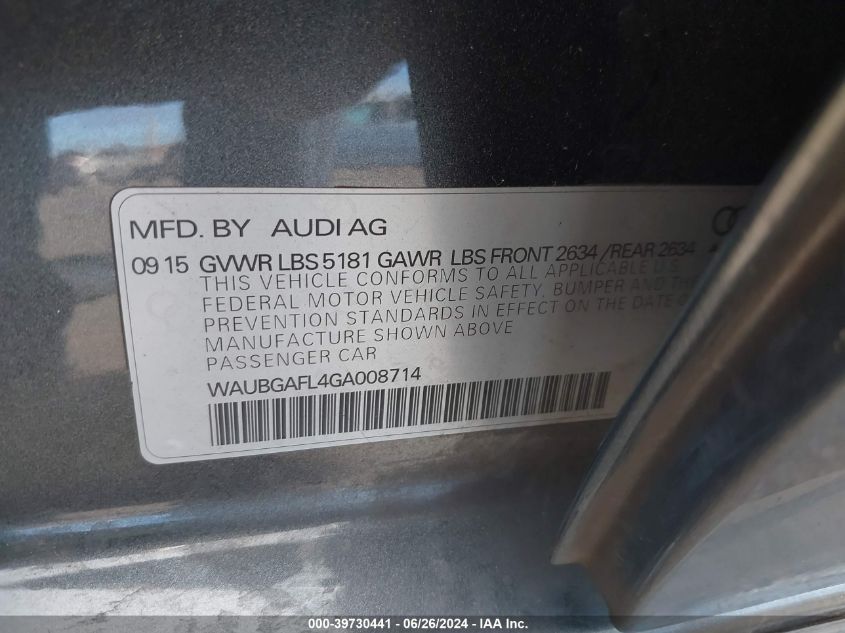 MFD. BY AUDI AG
09 15 GVWR LBS 5181 GAWR LBS FRONT 2634 / REAR 2634
THIS VEHICLE CONFORMS TO ALL APPLICABLE U.S.
FEDERAL MOTOR VEHICLE SAFETY, BUMPER AND THE
PREVENTION STANDARDS IN EFFECT ON THE DATE O
MANUFACTURE SHOWN ABOVE
PASSENGER CAR
WAUBGAFL4GA008714
000-39730441 - 06/26/2024 - IAA Inc.